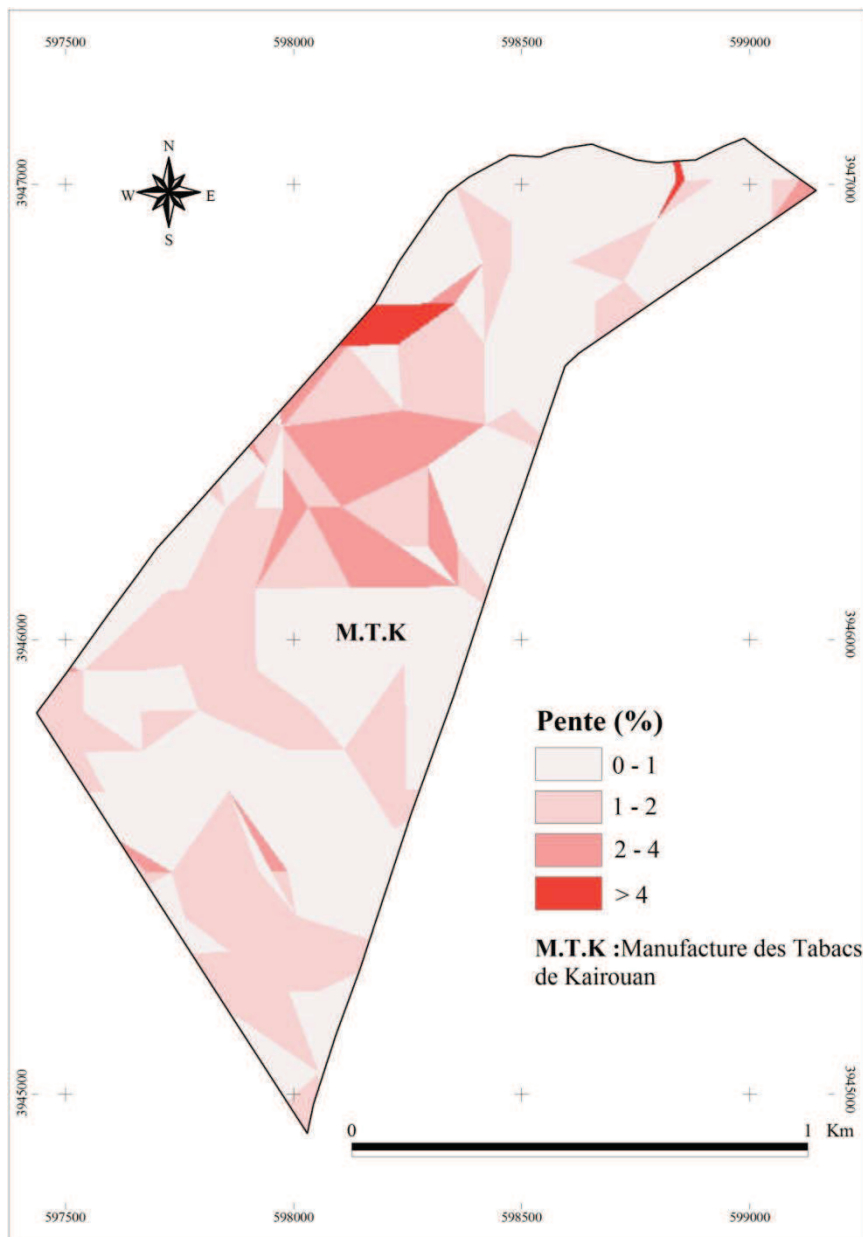 597500 598000 598500 599000
N
W E
S
3947000 3947000
M.T.K
3946000 3946000
Pente (%)
0 - 1
1 - 2
2 - 4
> 4
M.T.K :Manufacture des Tabacs
de Kairouan
3945000 3945000
0 1 Km
597500 598000 598500 599000